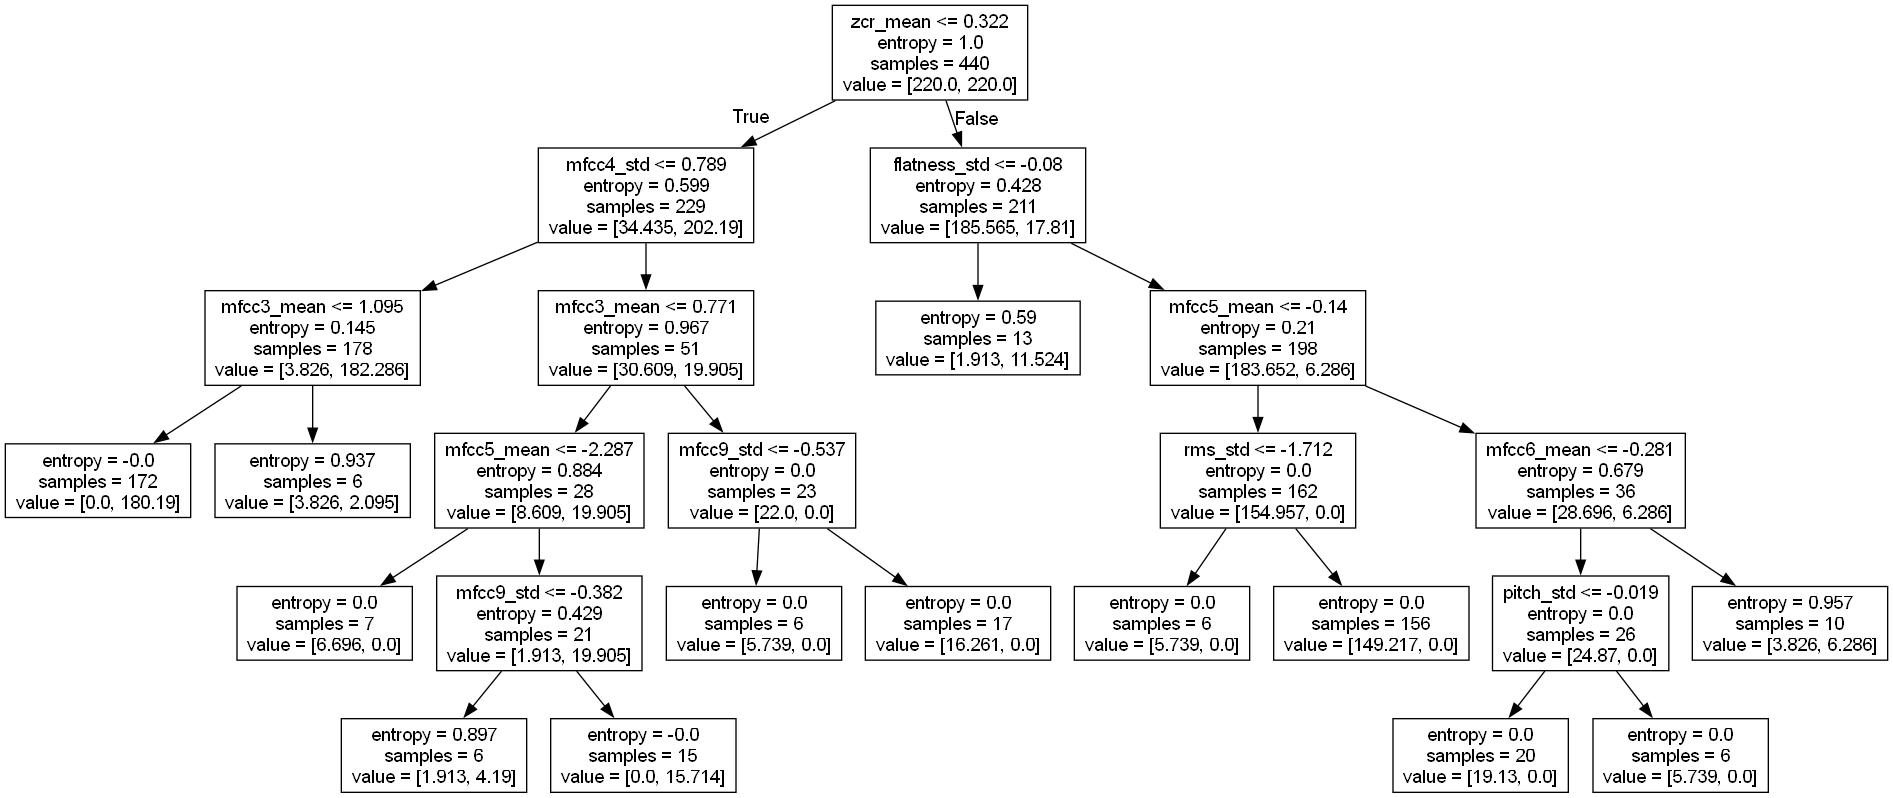 zcr_mean <= 0.322
entropy = 1.0
samples = 440
value = [220.0, 220.0]
True
False
mfcc4_std <= 0.789
entropy = 0.599
samples = 229
value = [34.435, 202.19]
flatness_std <= -0.08
entropy = 0.428
samples = 211
value = [185.565, 17.81]
mfcc3_mean <= 1.095
entropy = 0.145
samples = 178
value = [3.826, 182.286]
mfcc3_mean <= 0.771
entropy = 0.967
samples = 51
value = [30.609, 19.905]
entropy = 0.59
samples = 13
value = [1.913, 11.524]
mfcc5_mean <= -0.14
entropy = 0.21
samples = 198
value = [183.652, 6.286]
entropy = -0.0
samples = 172
value = [0.0, 180.19]
entropy = 0.937
samples = 6
value = [3.826, 2.095]
mfcc5_mean <= -2.287
entropy = 0.884
samples = 28
value = [8.609, 19.905]
mfcc9_std <= -0.537
entropy = 0.0
samples = 23
value = [22.0, 0.0]
rms_std <= -1.712
entropy = 0.0
samples = 162
value = [154.957, 0.0]
mfcc6_mean <= -0.281
entropy = 0.679
samples = 36
value = [28.696, 6.286]
entropy = 0.0
samples = 7
value = [6.696, 0.0]
mfcc9_std <= -0.382
entropy = 0.429
samples = 21
value = [1.913, 19.905]
entropy = 0.0
samples = 6
value = [5.739, 0.0]
entropy = 0.0
samples = 17
value = [16.261, 0.0]
entropy = 0.0
samples = 6
value = [5.739, 0.0]
entropy = 0.0
samples = 156
value = [149.217, 0.0]
pitch_std <= -0.019
entropy = 0.0
samples = 26
value = [24.87, 0.0]
entropy = 0.957
samples = 10
value = [3.826, 6.286]
entropy = 0.897
samples = 6
value = [1.913, 4.19]
entropy = -0.0
samples = 15
value = [0.0, 15.714]
entropy = 0.0
samples = 20
value = [19.13, 0.0]
entropy = 0.0
samples = 6
value = [5.739, 0.0]